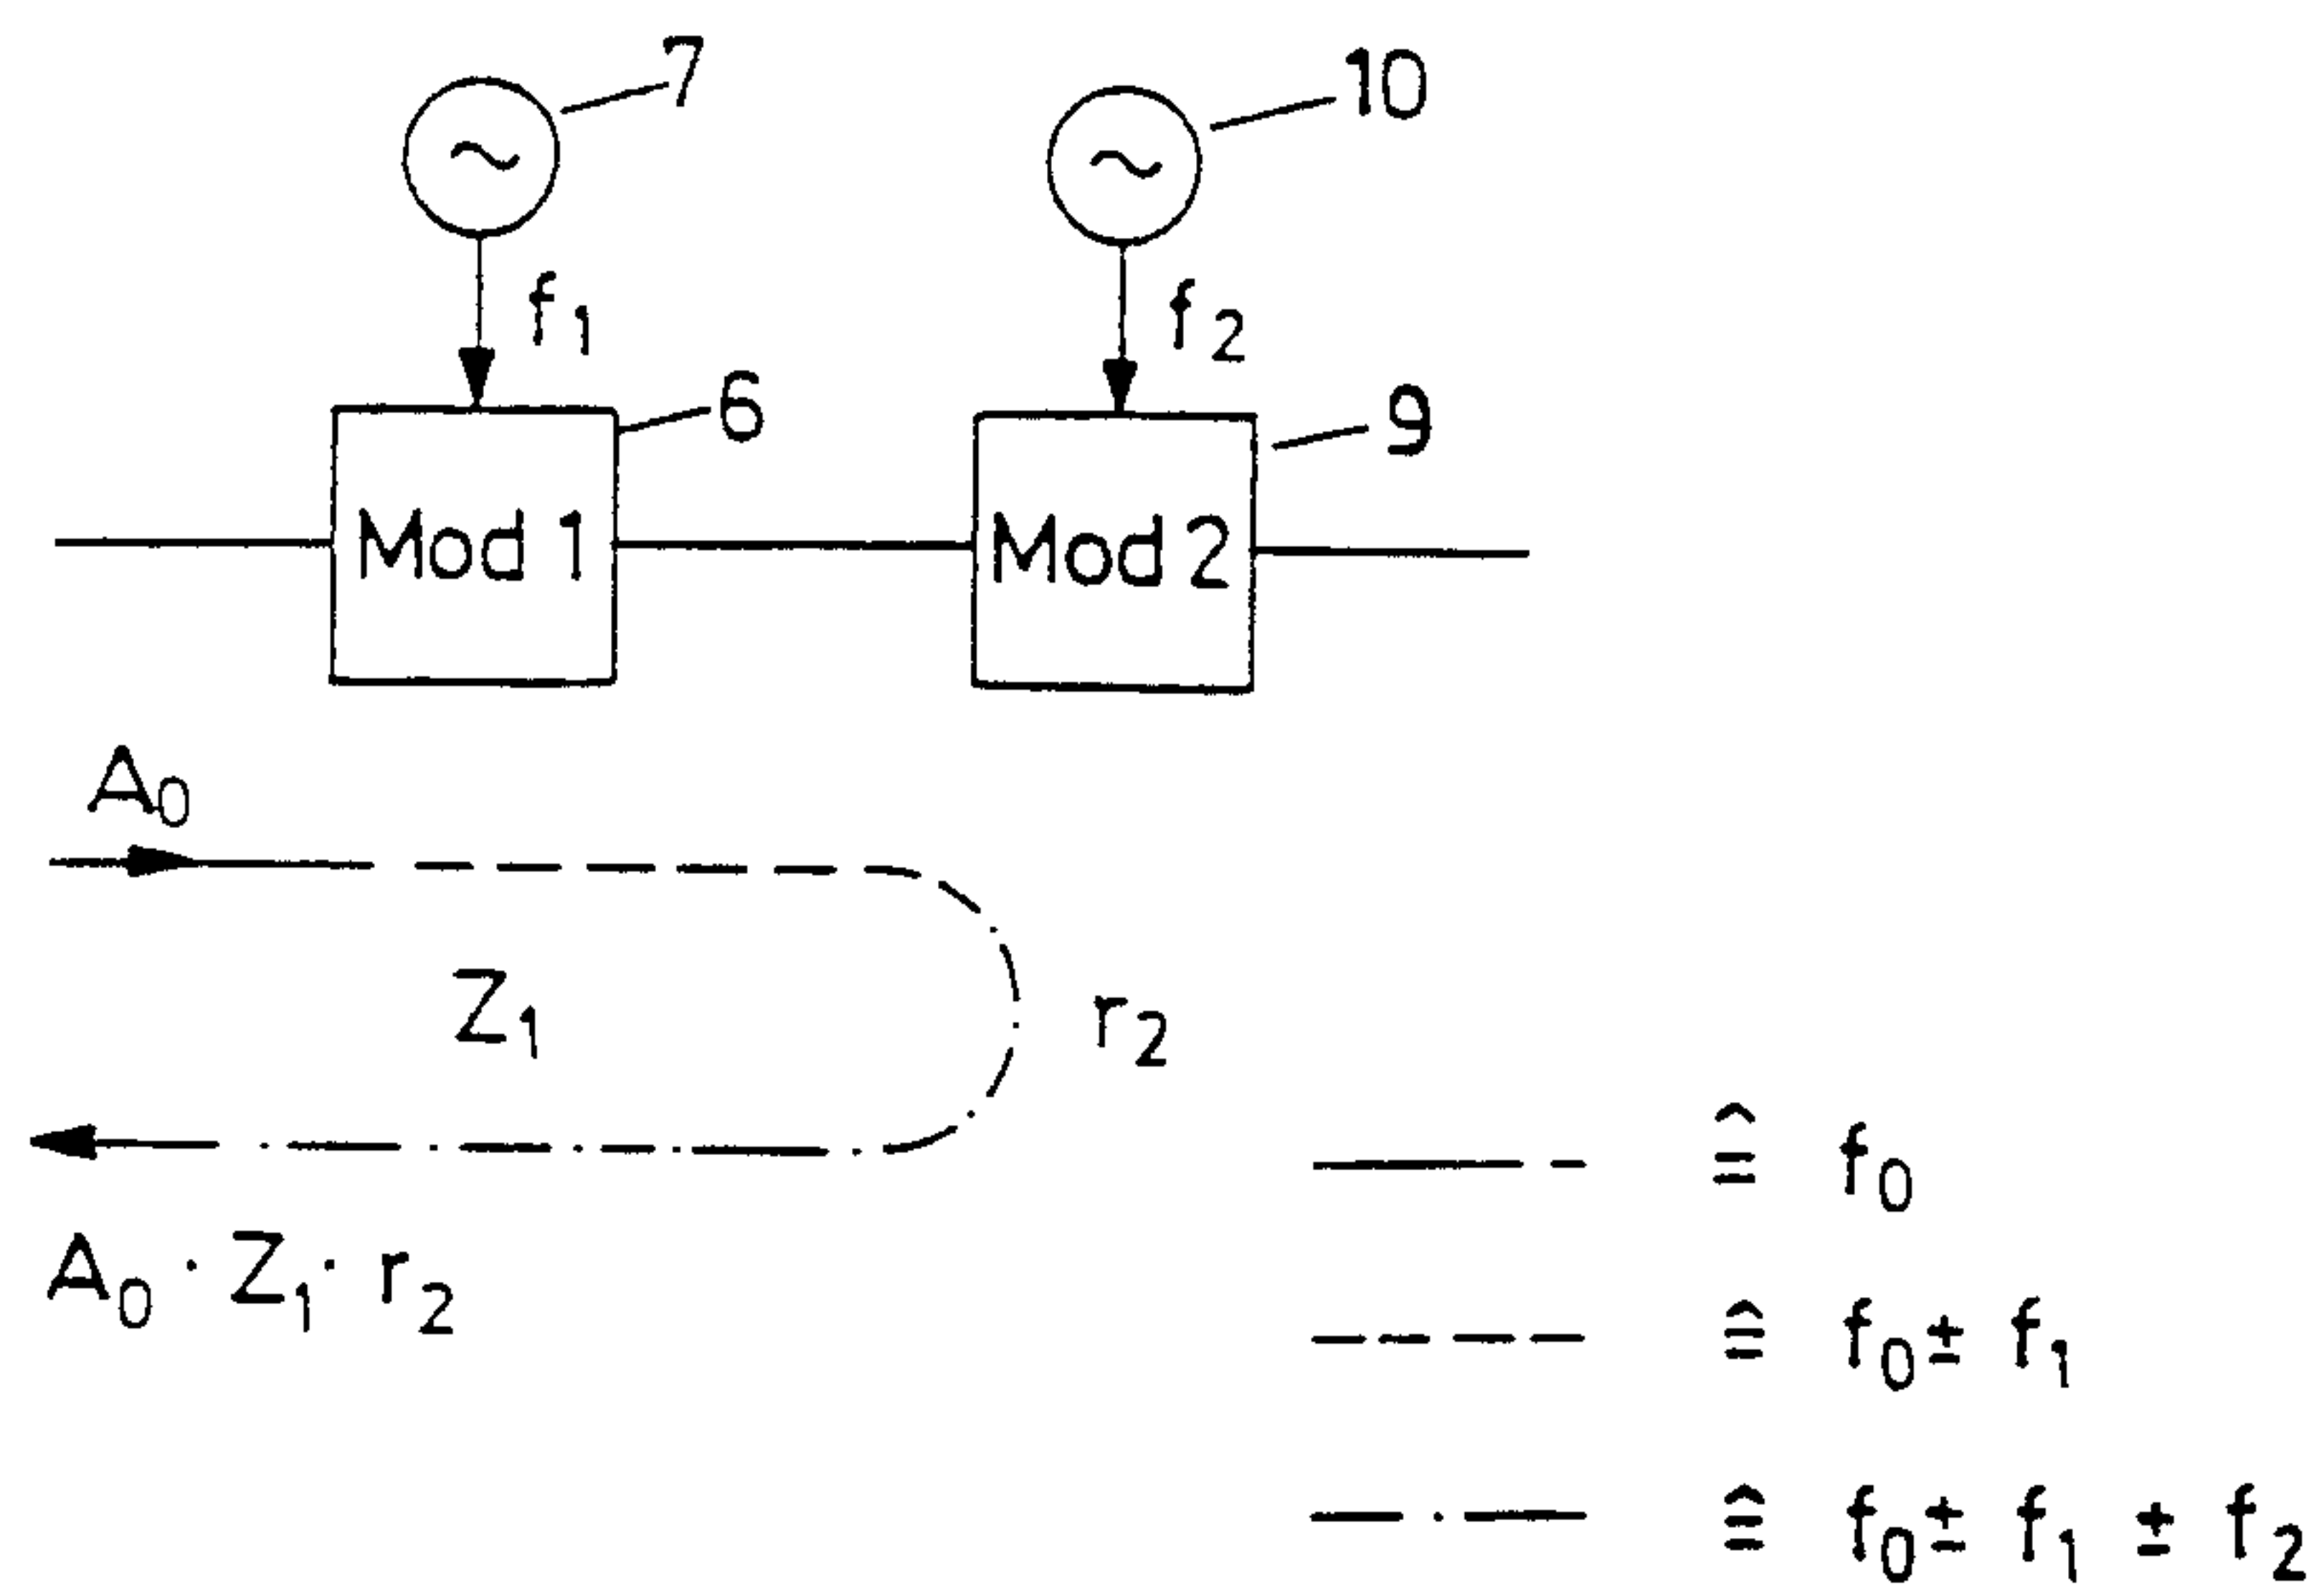 7
10
f1
f2
6
9
Mod 1
Mod 2
A0
Z1
r2
A0 · Z1 · r2
≙ f0
≙ f0 ± f1
≙ f0 ± f1 ± f2